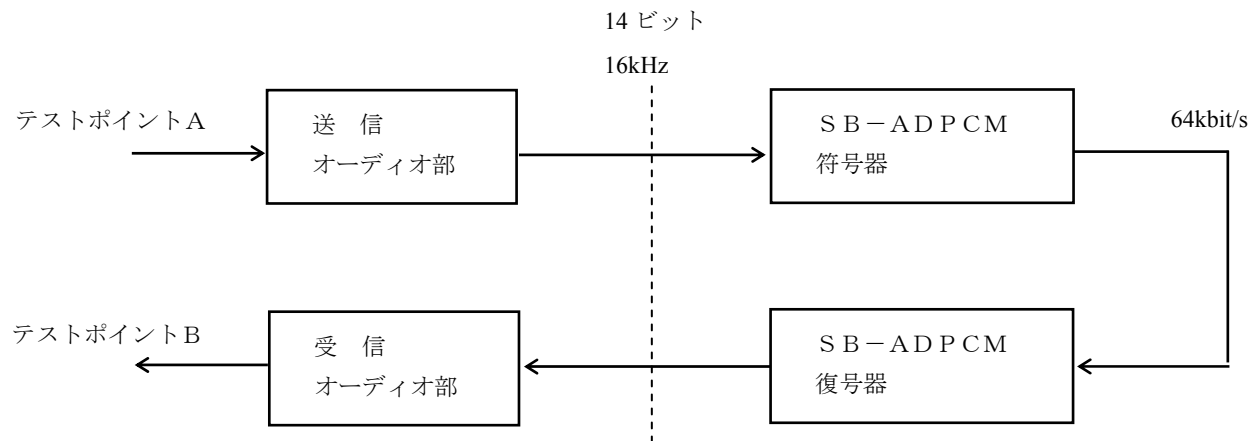 14 ビット
16kHz
テストポイントA
送　信
オーディオ部
SB－ADPCM
符号器
64kbit/s
テストポイントB
受　信
オーディオ部
SB－ADPCM
復号器